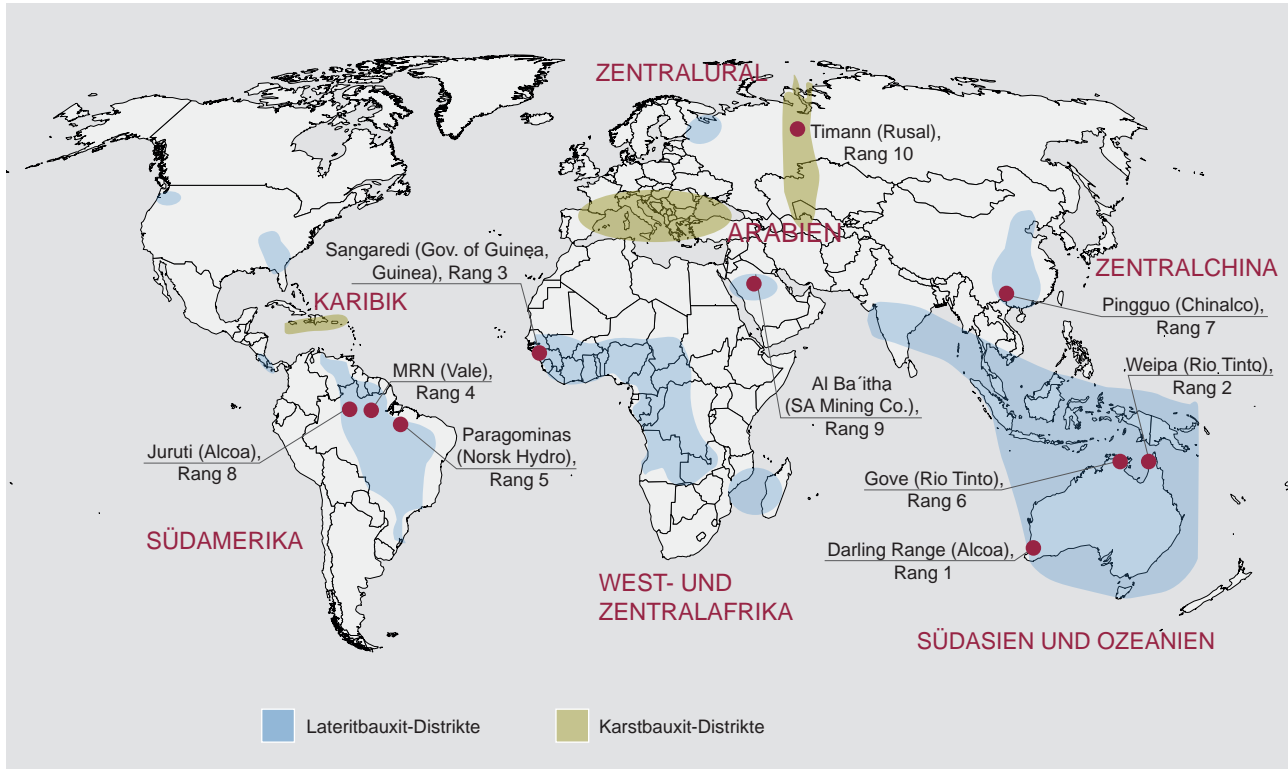 ZENTRALURAL
Timann (Rusal),
Rang 10
ARABIEN
Sangaredi (Gov. of Guinea,
Guinea), Rang 3
ZENTRALCHINA
KARIBIK
Pingguo (Chinalco),
Rang 7
MRN (Vale),
Rang 4
Weipa (Rio Tinto),
Rang 2
Al Ba´itha
(SA Mining Co.),
Rang 9
Juruti (Alcoa),
Rang 8
Paragominas
(Norsk Hydro),
Rang 5
Gove (Rio Tinto),
Rang 6
SÜDAMERIKA
Darling Range (Alcoa),
Rang 1
WEST- UND
ZENTRALAFRIKA
SÜDASIEN UND OZEANIEN
Lateritbauxit-Distrikte
Karstbauxit-Distrikte